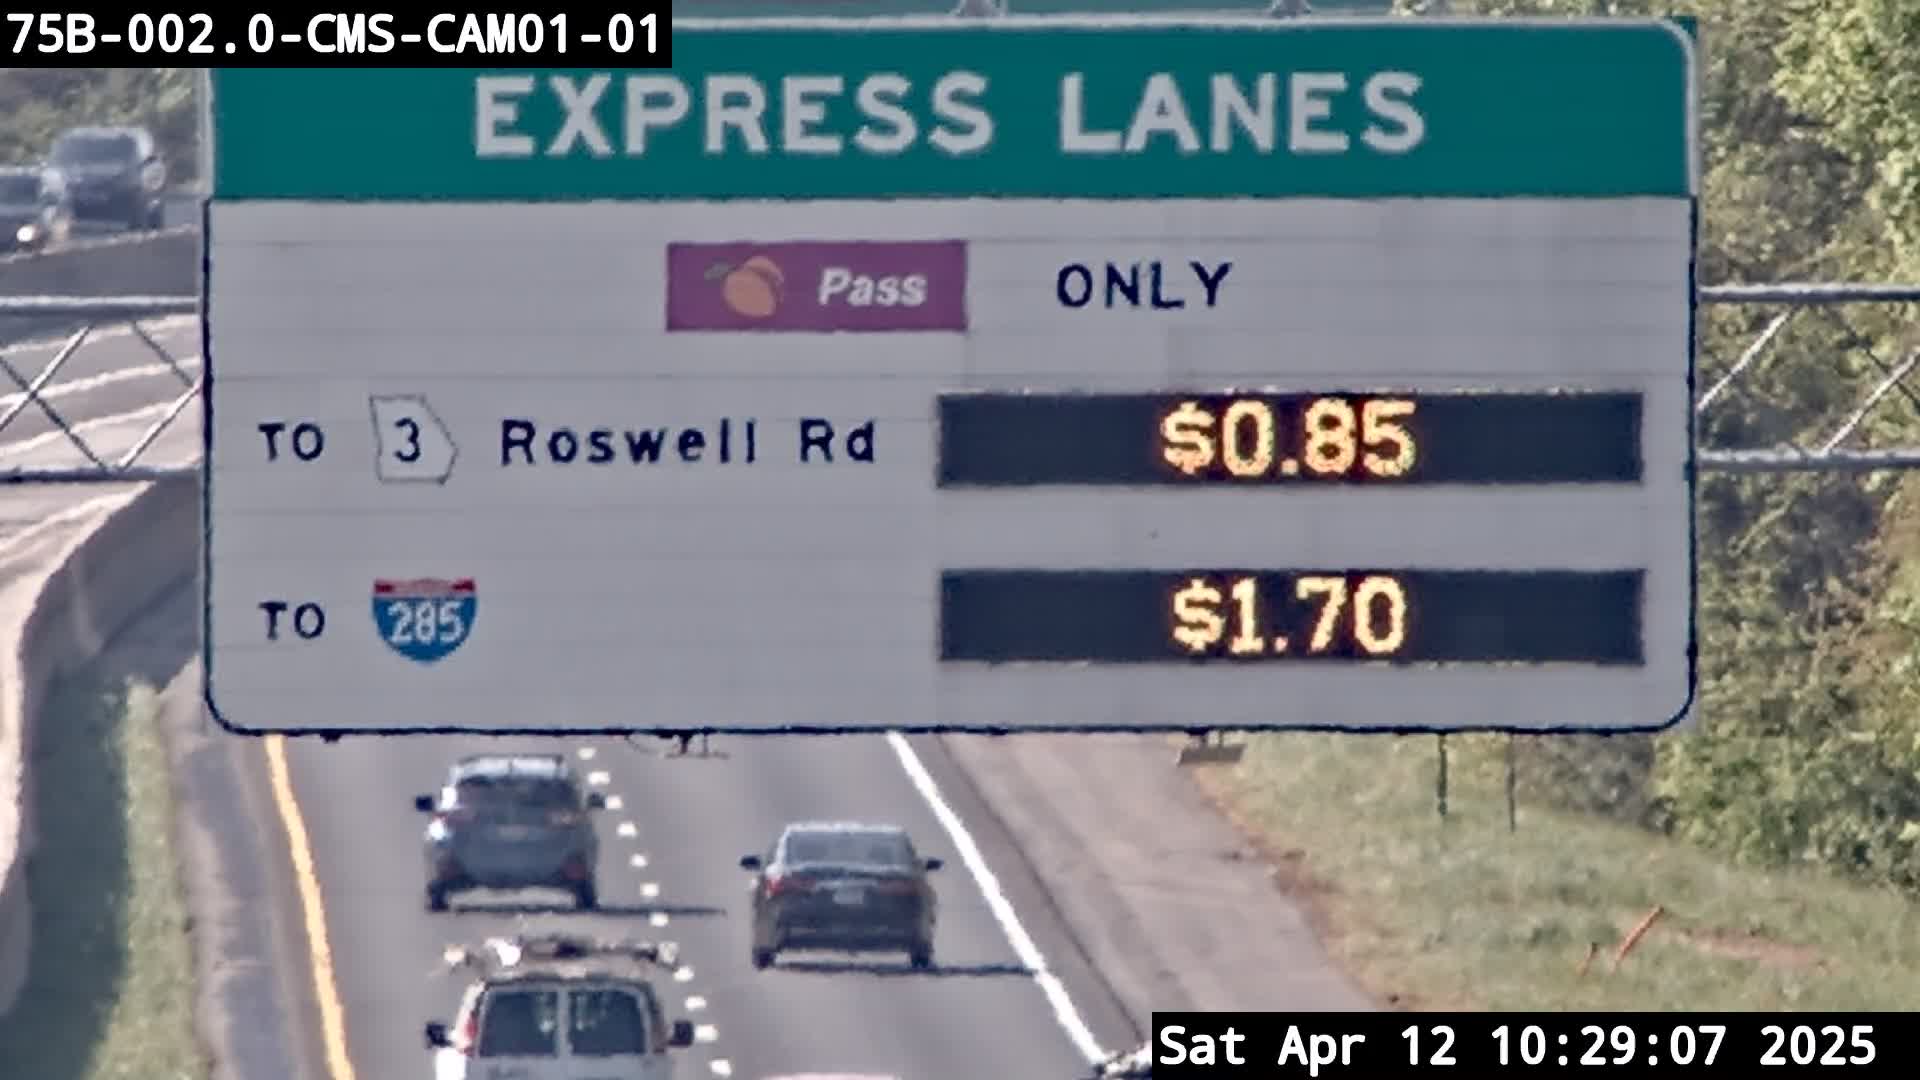 75B-002.0-CMS-CAM01-01
EXPRESS LANES
Pass ONLY
TO 3 Roswell Rd $0.85
TO 285 $1.70
Sat Apr 12 10:29:07 2025